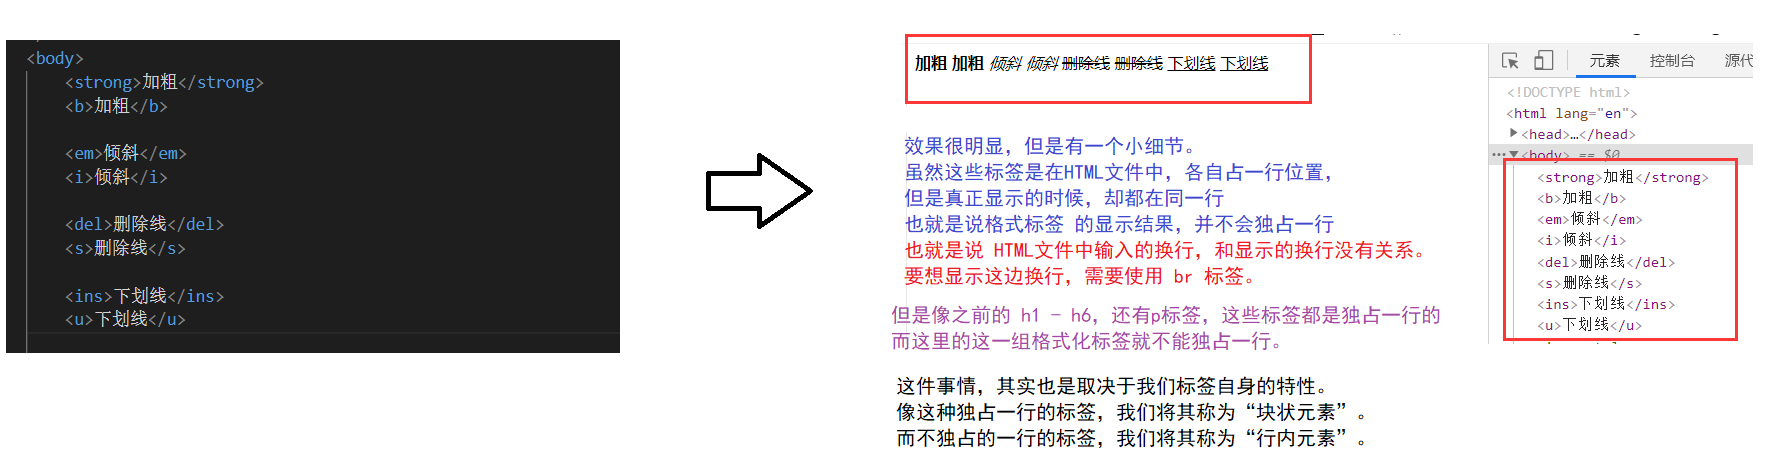 <body>
<strong>加粗</strong>
<b>加粗</b>
<em>倾斜</em>
<i>倾斜</i>
<del>删除线</del>
<s>删除线</s>
<ins>下划线</ins>
<u>下划线</u>
加粗 加粗 倾斜 倾斜 删除线 删除线 下划线 下划线
效果很明显，但是有一个小细节。
虽然这些标签是在HTML文件中，各自占一行位置，
但是真正显示的时候，却都在同一行
也就是说格式标签 的显示结果，并不会独占一行
也就是说 HTML文件中输入的换行，和显示的换行没有关系。
要想显示这边换行，需要使用 br 标签。
但是像之前的 h1 - h6，还有p标签，这些标签都是独占一行的
而这里的这一组格式化标签就不能独占一行。
这件事情，其实也是取决于我们标签自身的特性。
像这种独占一行的标签，我们将其称为“块状元素”。
而不独占的一行的标签，我们将其称为“行内元素”。
元素 控制台 源代
<!DOCTYPE html>
<html lang="en">
<head>…</head>
<body> == $0
<strong>加粗</strong>
<b>加粗</b>
<em>倾斜</em>
<i>倾斜</i>
<del>删除线</del>
<s>删除线</s>
<ins>下划线</ins>
<u>下划线</u>